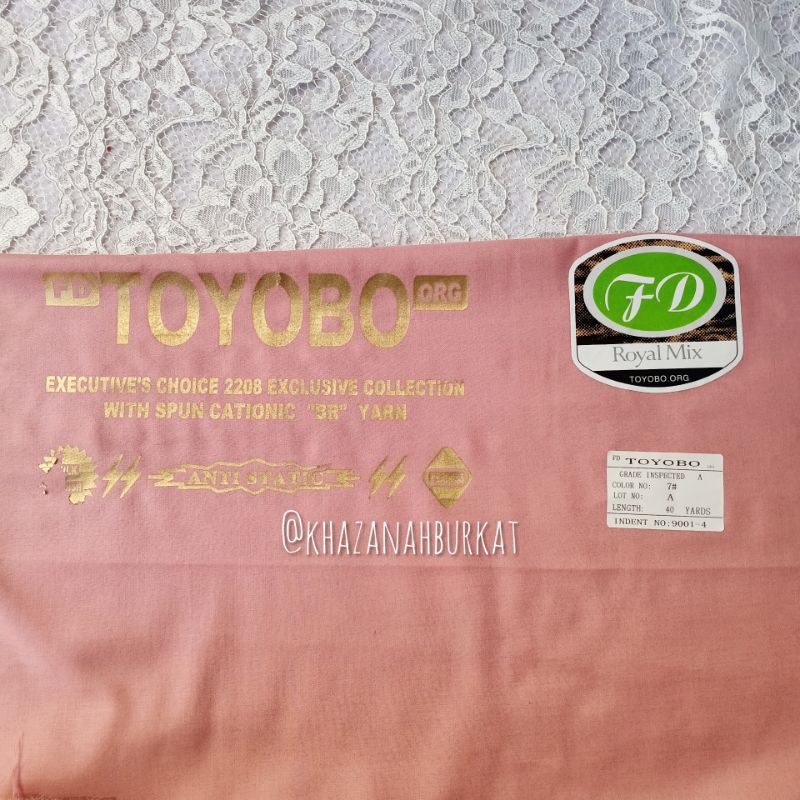 FD TOYOBO ORG
EXECUTIVE'S CHOICE 2208 EXCLUSIVE COLLECTION
WITH SPUN CATIONIC "BR" YARN
ANTI STATIC
@KHAZANAHBURKAT
FD
Royal Mix
TOYOBO.ORG
FD TOYOBO ORG
GRADE INSPECTED A
COLOR NO: 7#
LOT NO: A
LENGTH: 40 YARDS
INDENT NO:9001-4